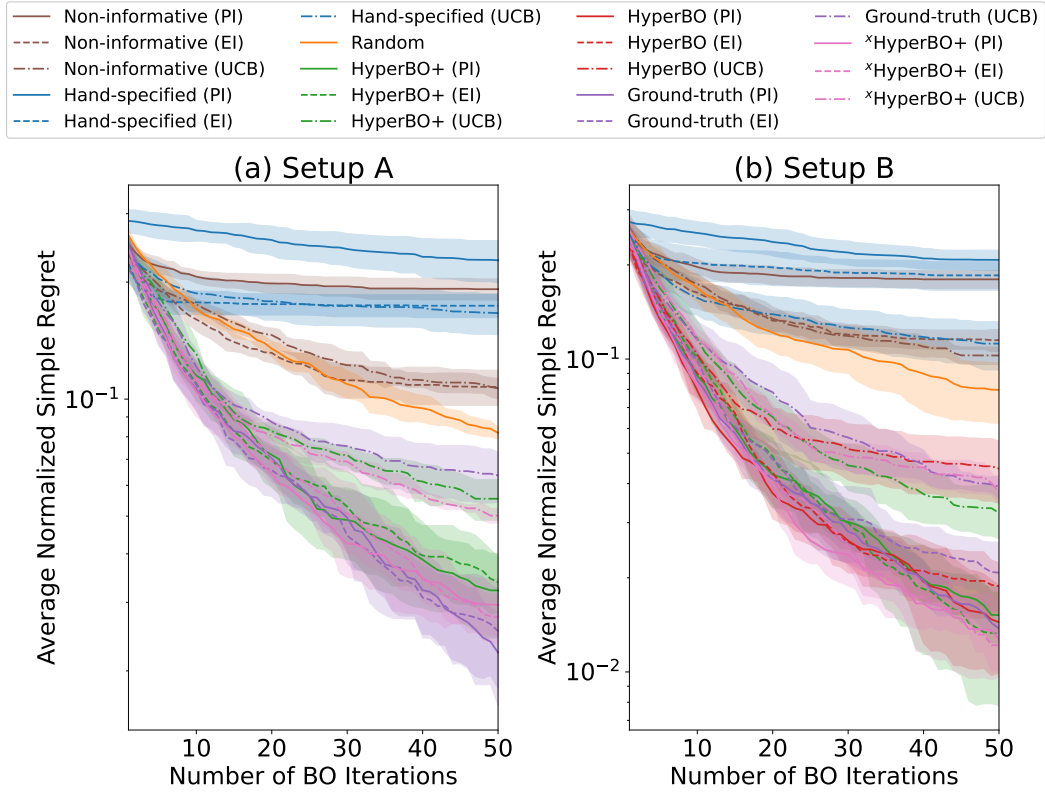 Non-informative (PI)
Non-informative (EI)
Non-informative (UCB)
Hand-specified (PI)
Hand-specified (EI)
Hand-specified (UCB)
Random
HyperBO+ (PI)
HyperBO+ (EI)
HyperBO+ (UCB)
HyperBO (PI)
HyperBO (EI)
HyperBO (UCB)
Ground-truth (PI)
Ground-truth (EI)
Ground-truth (UCB)
ˣHyperBO+ (PI)
ˣHyperBO+ (EI)
ˣHyperBO+ (UCB)
(a) Setup A
Average Normalized Simple Regret
10⁻¹
10 20 30 40 50
Number of BO Iterations
(b) Setup B
Average Normalized Simple Regret
10⁻¹
10⁻²
10 20 30 40 50
Number of BO Iterations